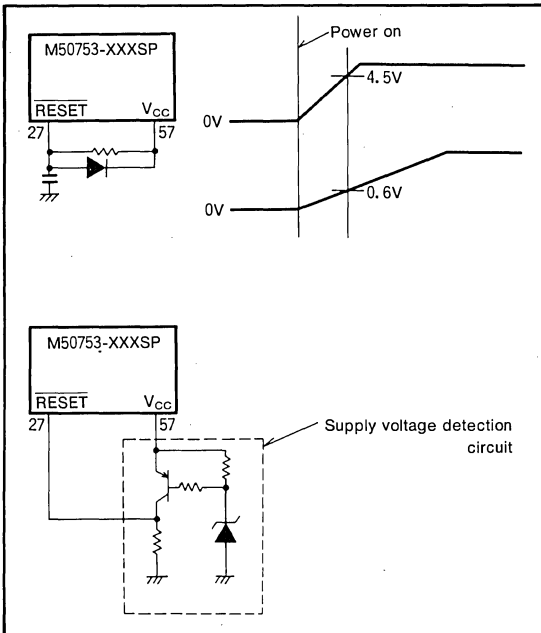 M50753-XXXSP
RESET
VCC
27
57
Power on
4.5V
0V
0.6V
0V
M50753-XXXSP
RESET
VCC
27
57
Supply voltage detection
circuit